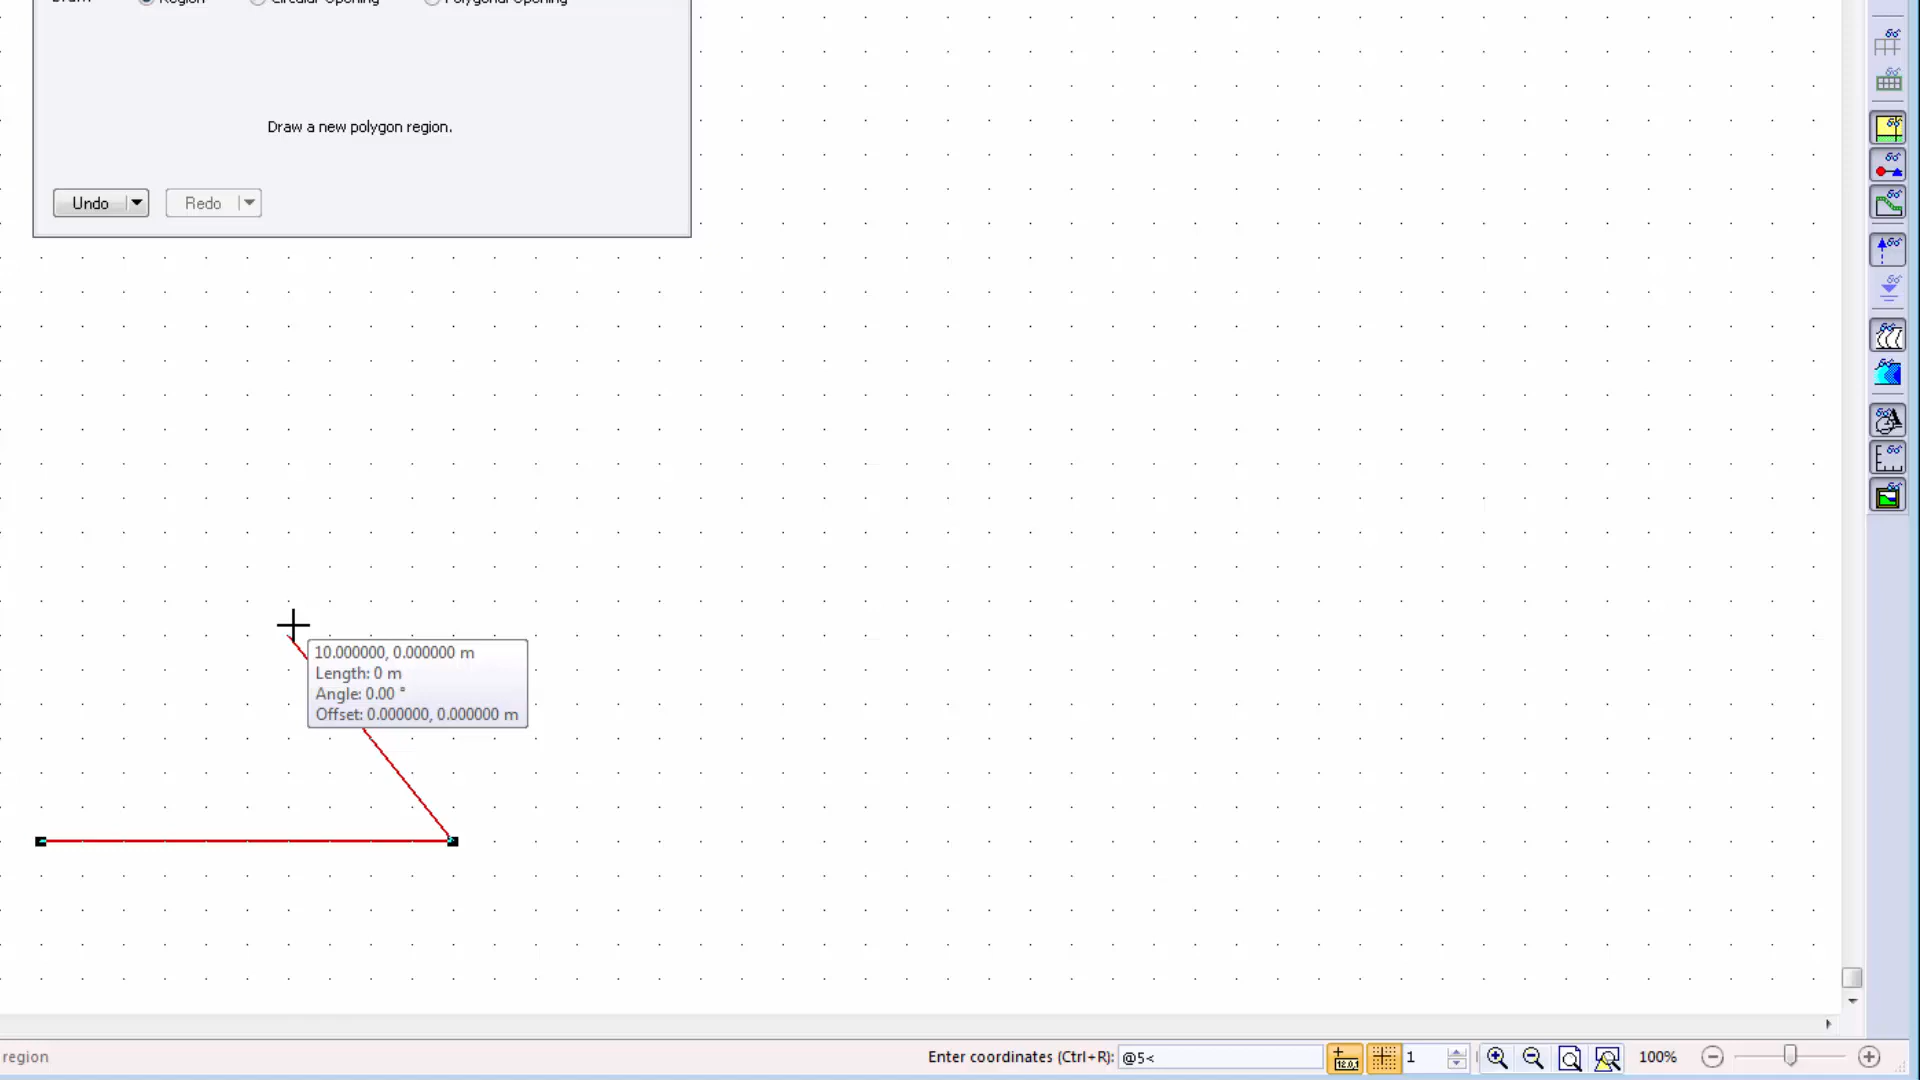 Draw a new polygon region.
Undo
Redo
10.000000, 0.000000 m
Length: 0 m
Angle: 0.00 °
Offset: 0.000000, 0.000000 m
region
Enter coordinates (Ctrl+R): @5<
1
100%